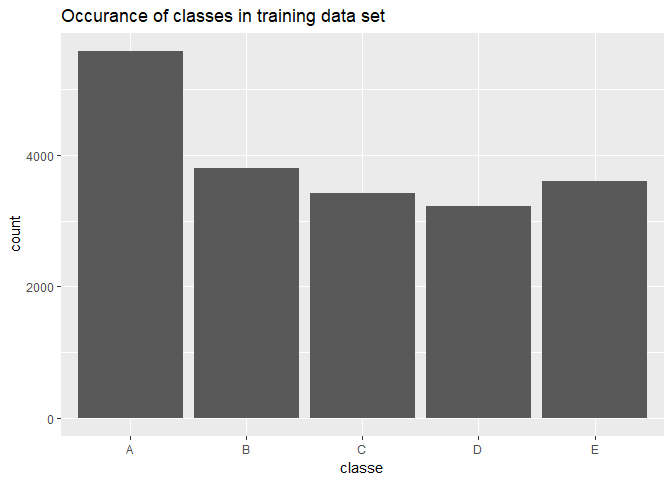 Occurance of classes in training data set
count
4000
2000
0
A B C D E
classe